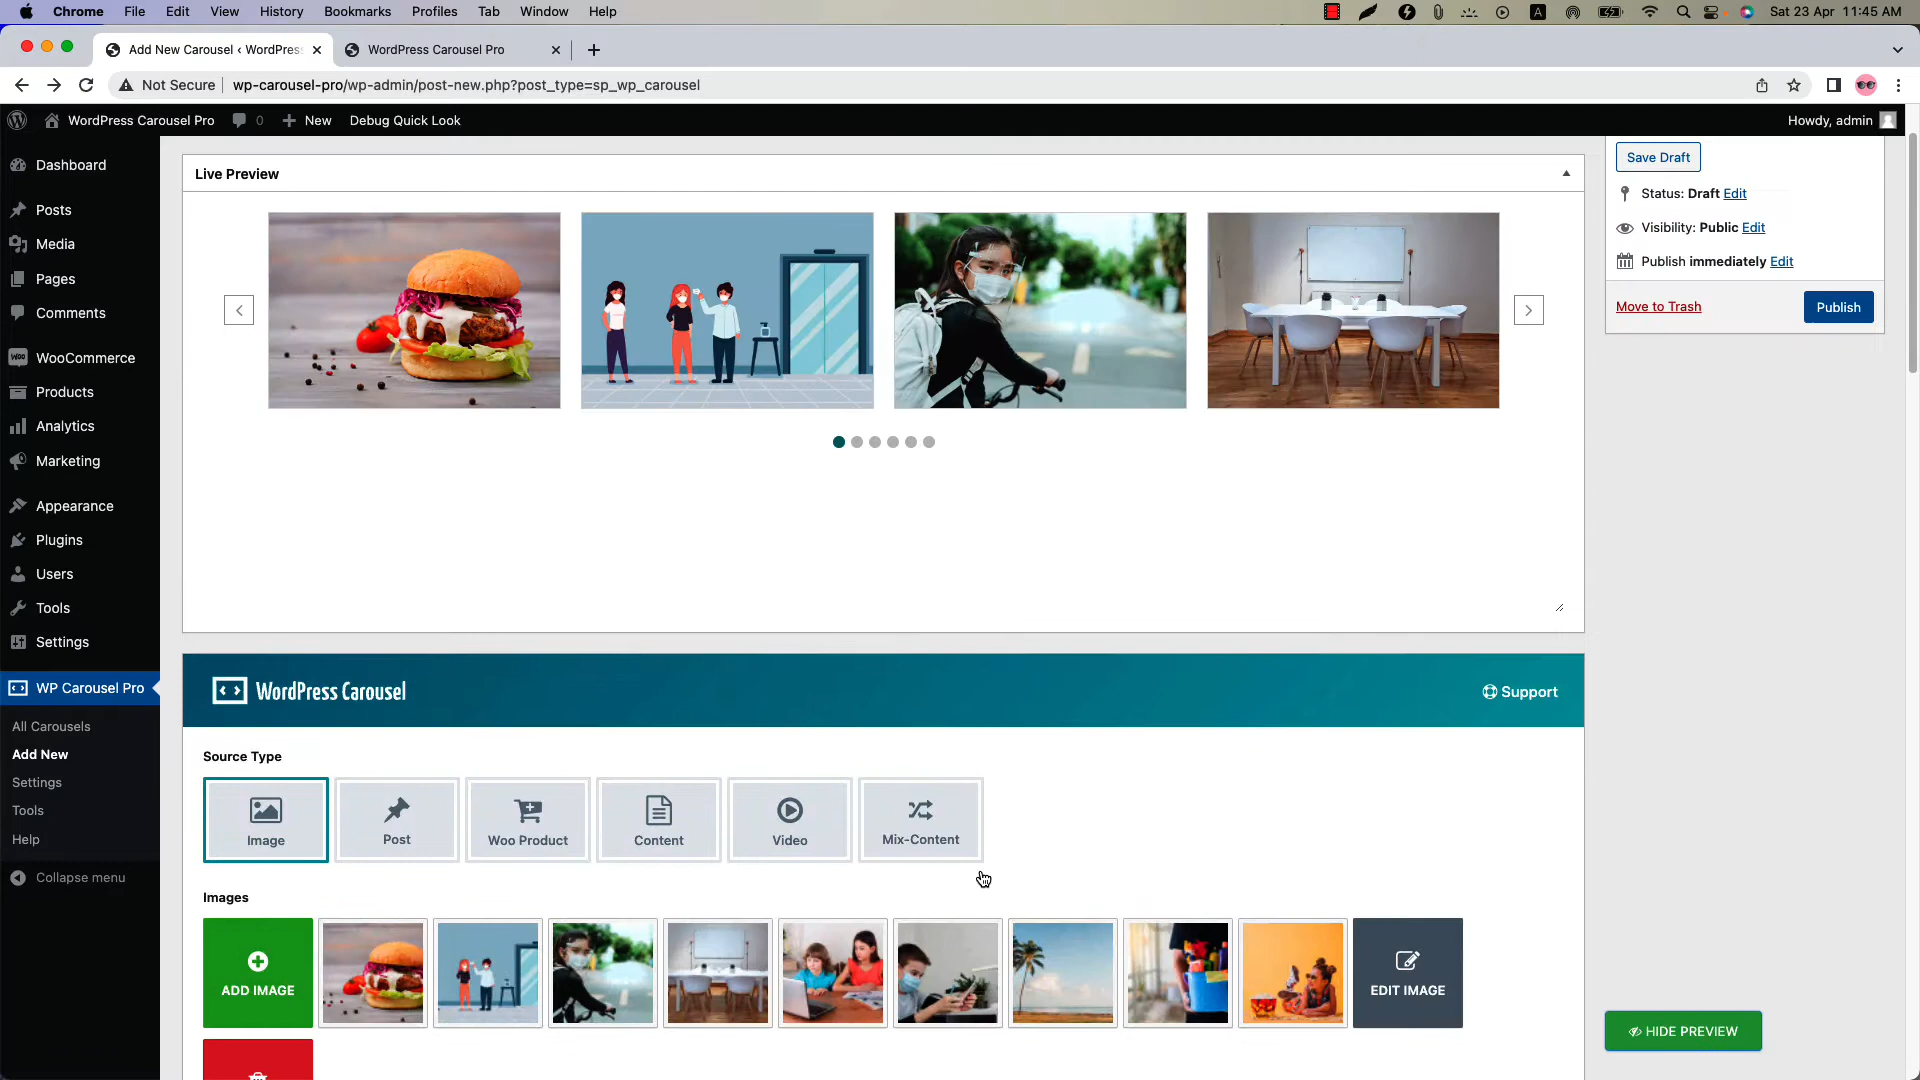 Chrome File Edit View History Bookmarks Profiles Tab Window Help
A Sat 23 Apr 11:45 AM
Add New Carousel ‹ WordPress
WordPress Carousel Pro
Not Secure wp-carousel-pro/wp-admin/post-new.php?post_type=sp_wp_carousel
WordPress Carousel Pro 0 New Debug Quick Look
Howdy, admin
Dashboard
Posts
Media
Pages
Comments
WooCommerce
Products
Analytics
Marketing
Appearance
Plugins
Users
Tools
Settings
WP Carousel Pro
All Carousels
Add New
Settings
Tools
Help
Collapse menu
Live Preview
Save Draft
Status: Draft Edit
Visibility: Public Edit
Publish immediately Edit
Move to Trash
Publish
WordPress Carousel
Support
Source Type
Image
Post
Woo Product
Content
Video
Mix-Content
Images
ADD IMAGE
EDIT IMAGE
HIDE PREVIEW